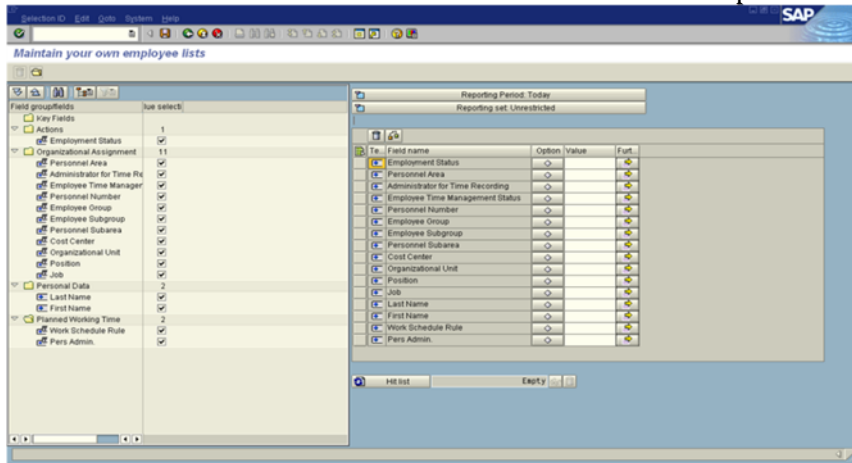 Selection ID Edit Goto System Help
SAP
Maintain your own employee lists
Field group/fields lue selecti
Key Fields
Actions 1
Employment Status
Organizational Assignment 11
Personnel Area
Administrator for Time Re
Employee Time Manager
Personnel Number
Employee Group
Employee Subgroup
Personnel Subarea
Cost Center
Organizational Unit
Position
Job
Personal Data 2
Last Name
First Name
Planned Working Time 2
Work Schedule Rule
Pers Admin.
Reporting Period: Today
Reporting set: Unrestricted
Te... Field name Option Value Furt...
Employment Status
Personnel Area
Administrator for Time Recording
Employee Time Management Status
Personnel Number
Employee Group
Employee Subgroup
Personnel Subarea
Cost Center
Organizational Unit
Position
Job
Last Name
First Name
Work Schedule Rule
Pers Admin.
Hit list Empty